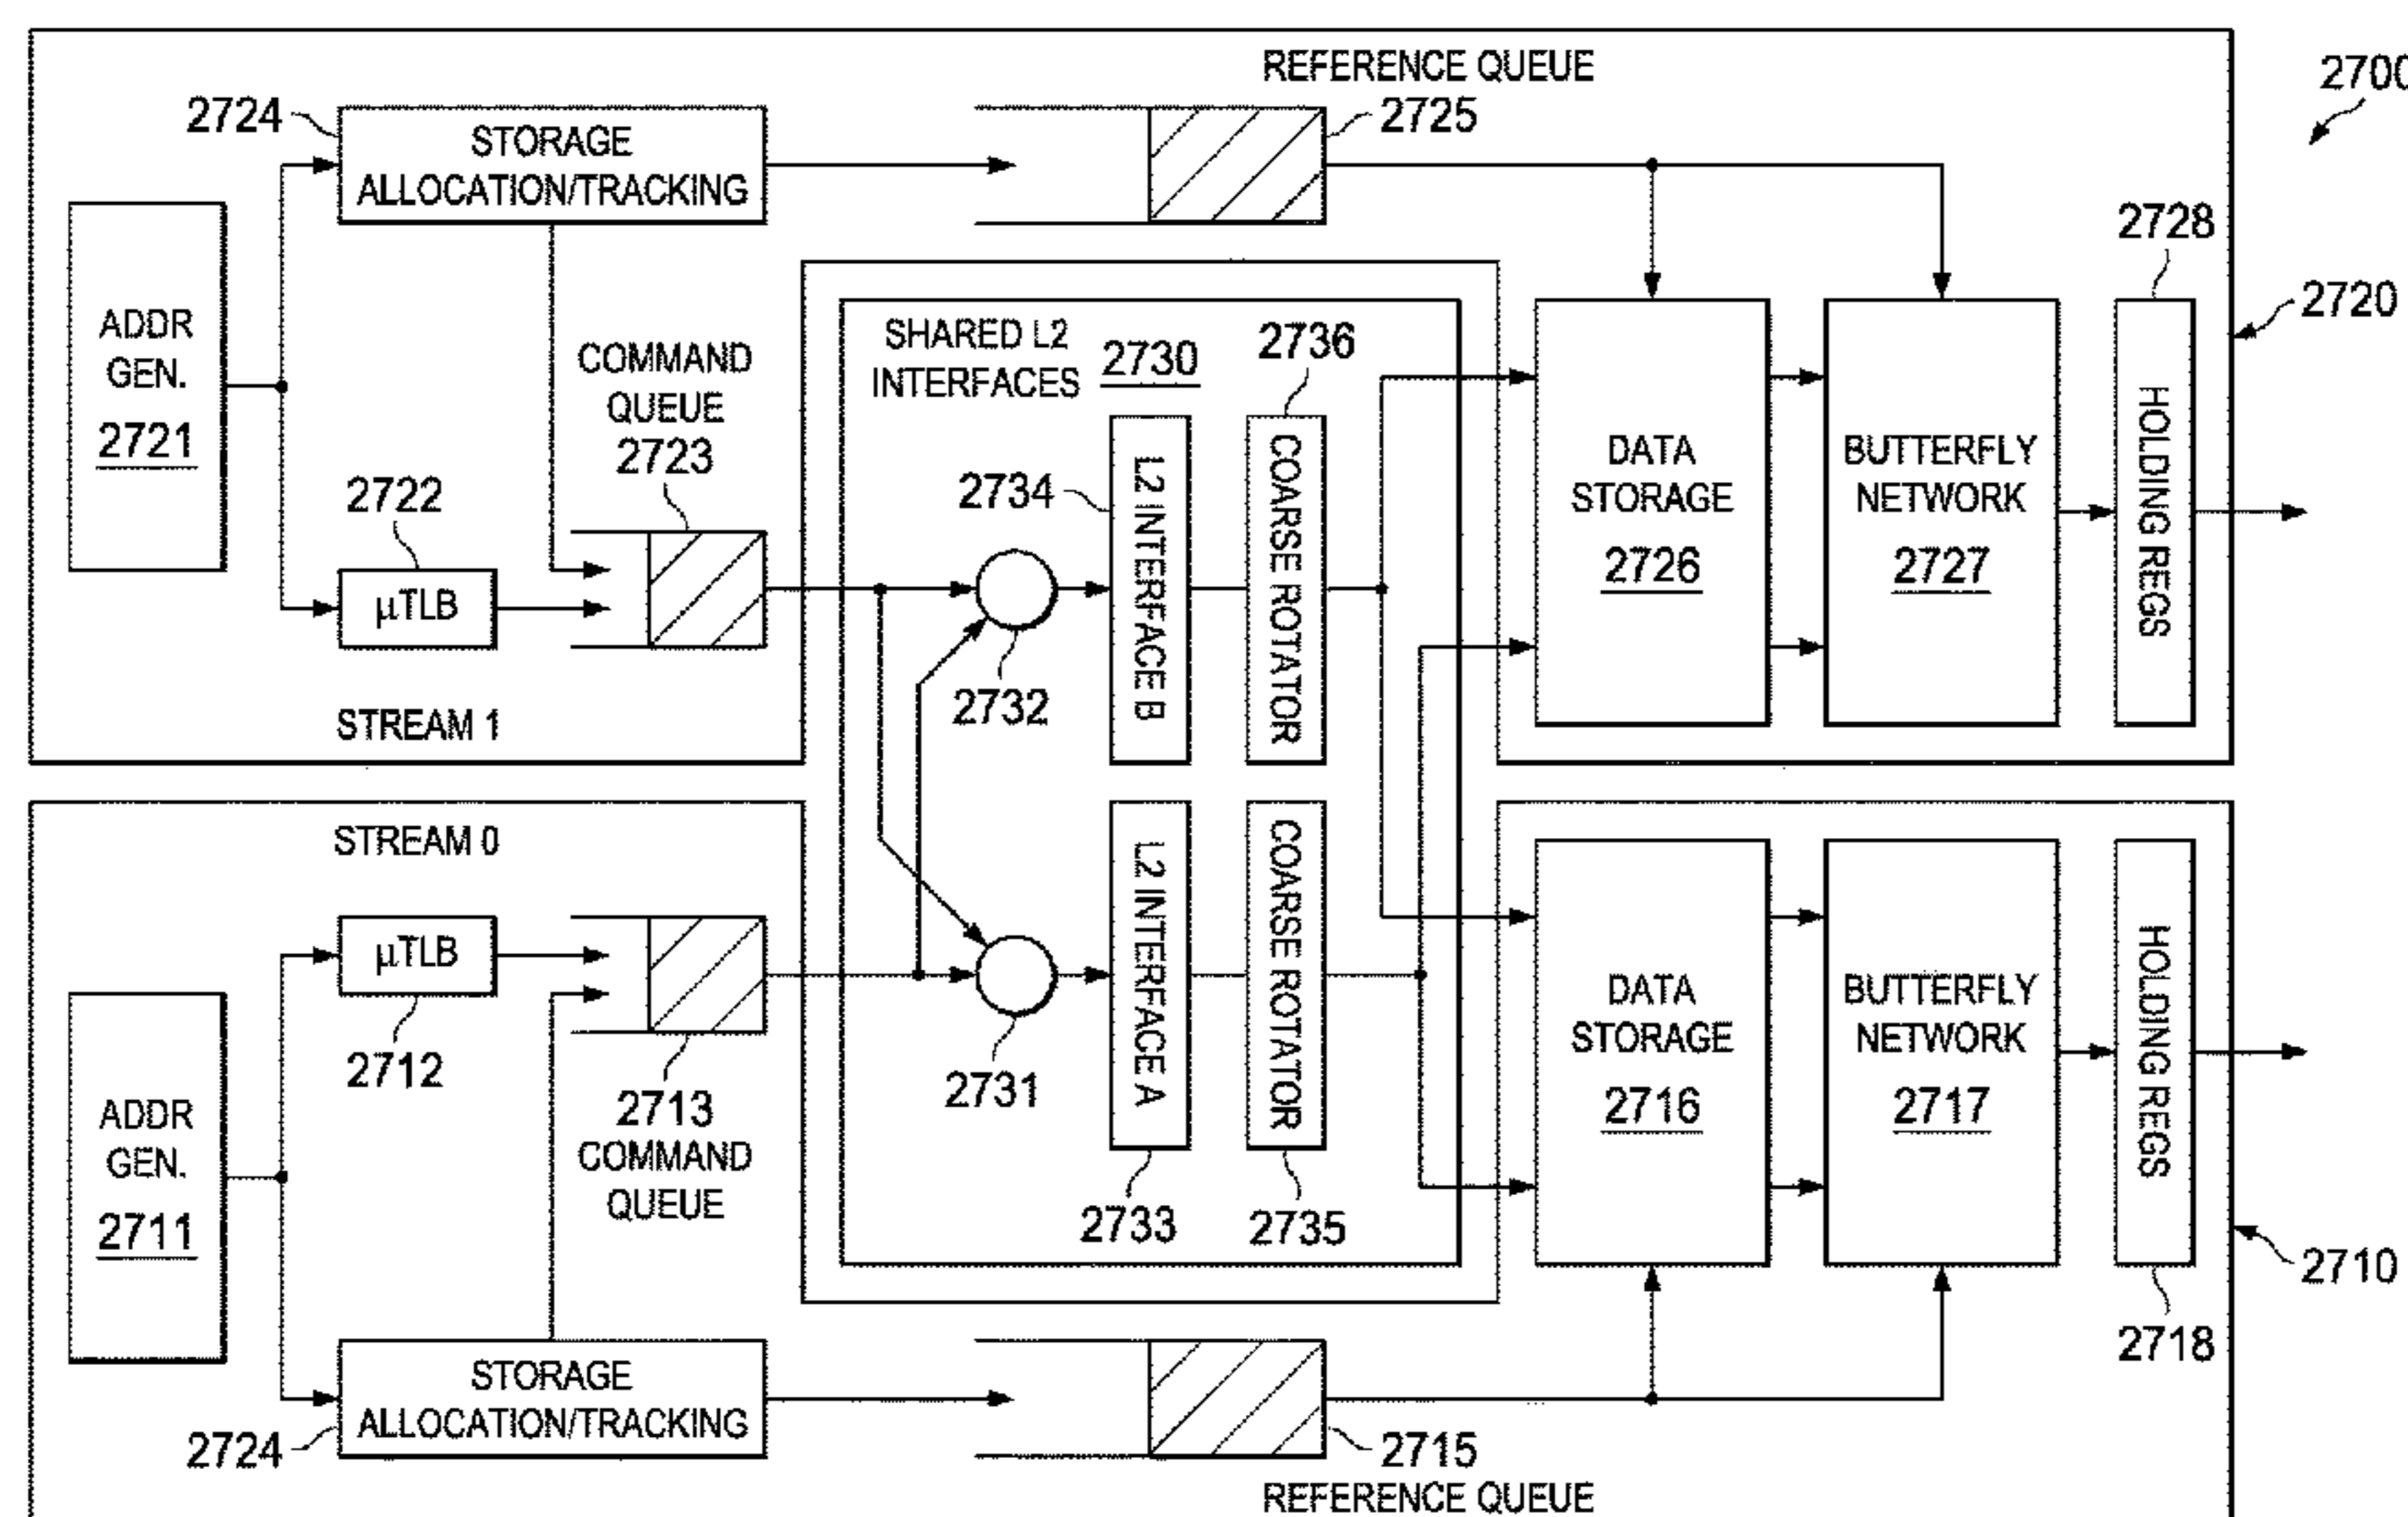 REFERENCE QUEUE
2700
2724
STORAGE
ALLOCATION/TRACKING
2725
ADDR
GEN.
2721
COMMAND
QUEUE
2723
2722
μTLB
STREAM 1
SHARED L2
INTERFACES
2730
2736
2734
L2 INTERFACE B
COARSE ROTATOR
2732
DATA
STORAGE
2726
BUTTERFLY
NETWORK
2727
2728
HOLDING REGS
2720
STREAM 0
μTLB
2712
2713
COMMAND
QUEUE
ADDR
GEN.
2711
2731
L2 INTERFACE A
COARSE ROTATOR
2733
2735
DATA
STORAGE
2716
BUTTERFLY
NETWORK
2717
HOLDING REGS
2718
2710
STORAGE
ALLOCATION/TRACKING
2724
2715
REFERENCE QUEUE